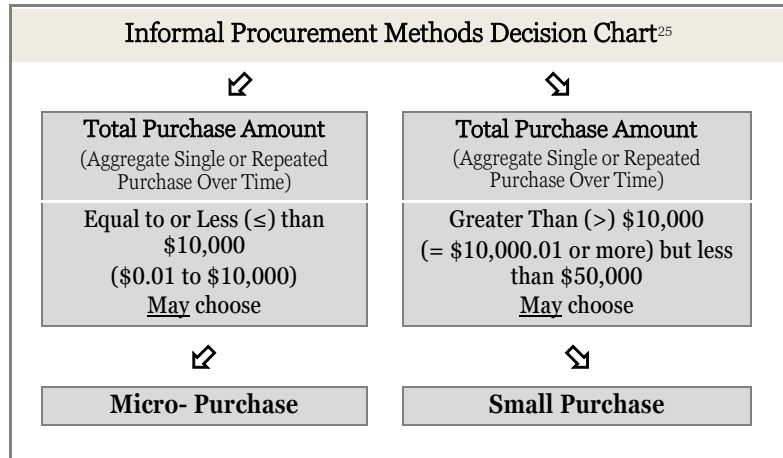 Informal Procurement Methods Decision Chart25
Total Purchase Amount
(Aggregate Single or Repeated
Purchase Over Time)
Equal to or Less (≤) than
$10,000
($0.01 to $10,000)
May choose
Micro- Purchase
Total Purchase Amount
(Aggregate Single or Repeated
Purchase Over Time)
Greater Than (>) $10,000
(= $10,000.01 or more) but less
than $50,000
May choose
Small Purchase